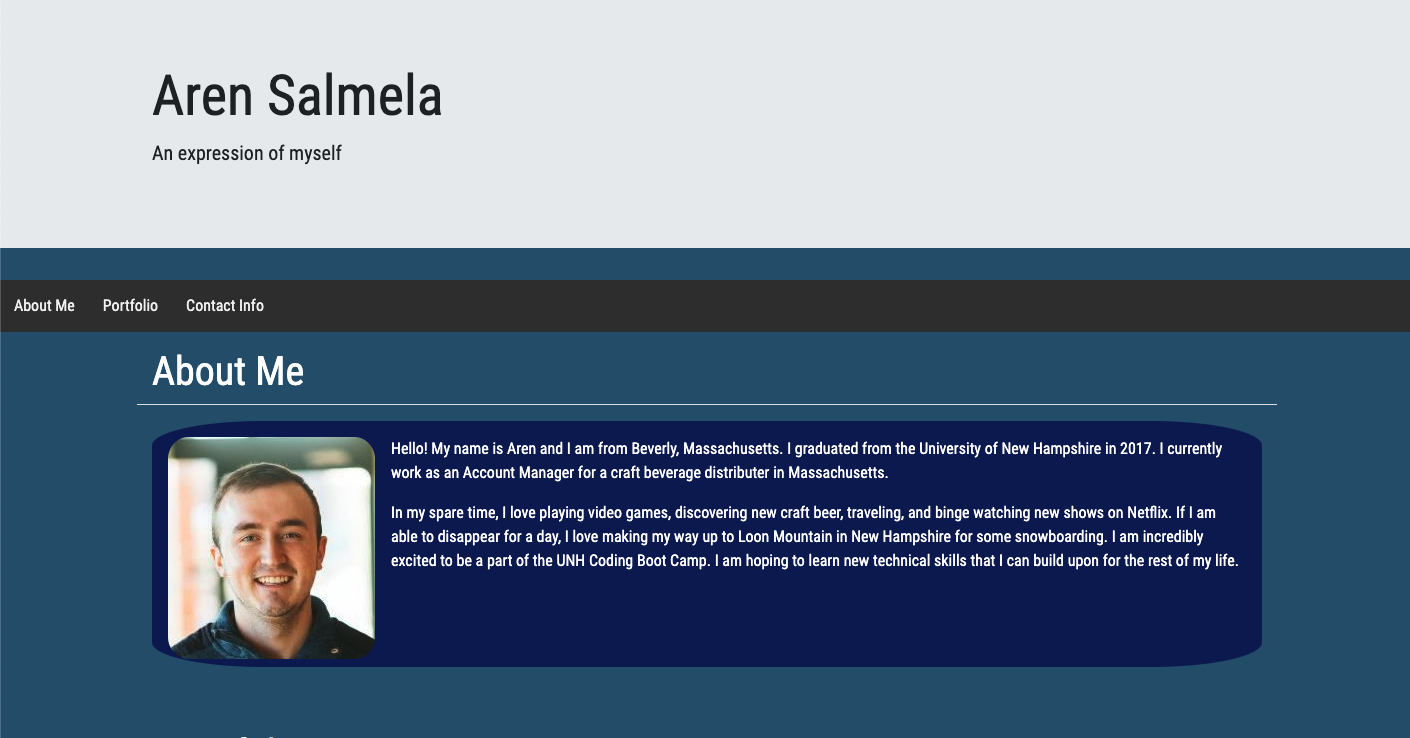 Aren Salmela
An expression of myself
About Me Portfolio Contact Info
About Me
Hello! My name is Aren and I am from Beverly, Massachusetts. I graduated from the University of New Hampshire in 2017. I currently
work as an Account Manager for a craft beverage distributer in Massachusetts.
In my spare time, I love playing video games, discovering new craft beer, traveling, and binge watching new shows on Netflix. If I am
able to disappear for a day, I love making my way up to Loon Mountain in New Hampshire for some snowboarding. I am incredibly
excited to be a part of the UNH Coding Boot Camp. I am hoping to learn new technical skills that I can build upon for the rest of my life.